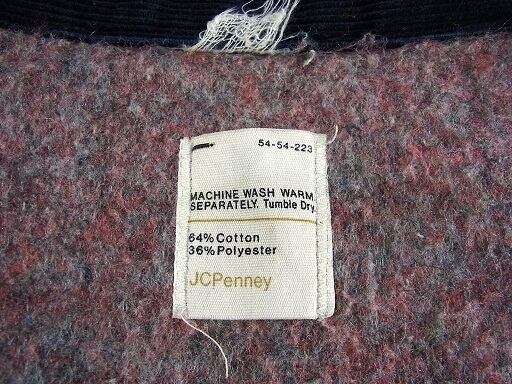 54-54-223
MACHINE WASH WARM,
SEPARATELY. Tumble Dry.
64% Cotton
36% Polyester
JCPenney